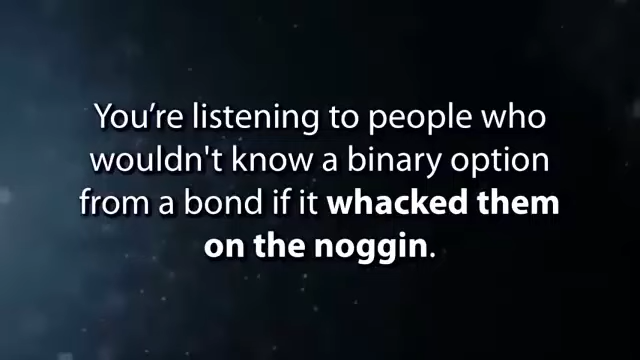 You’re listening to people who
wouldn't know a binary option
from a bond if it whacked them
on the noggin.